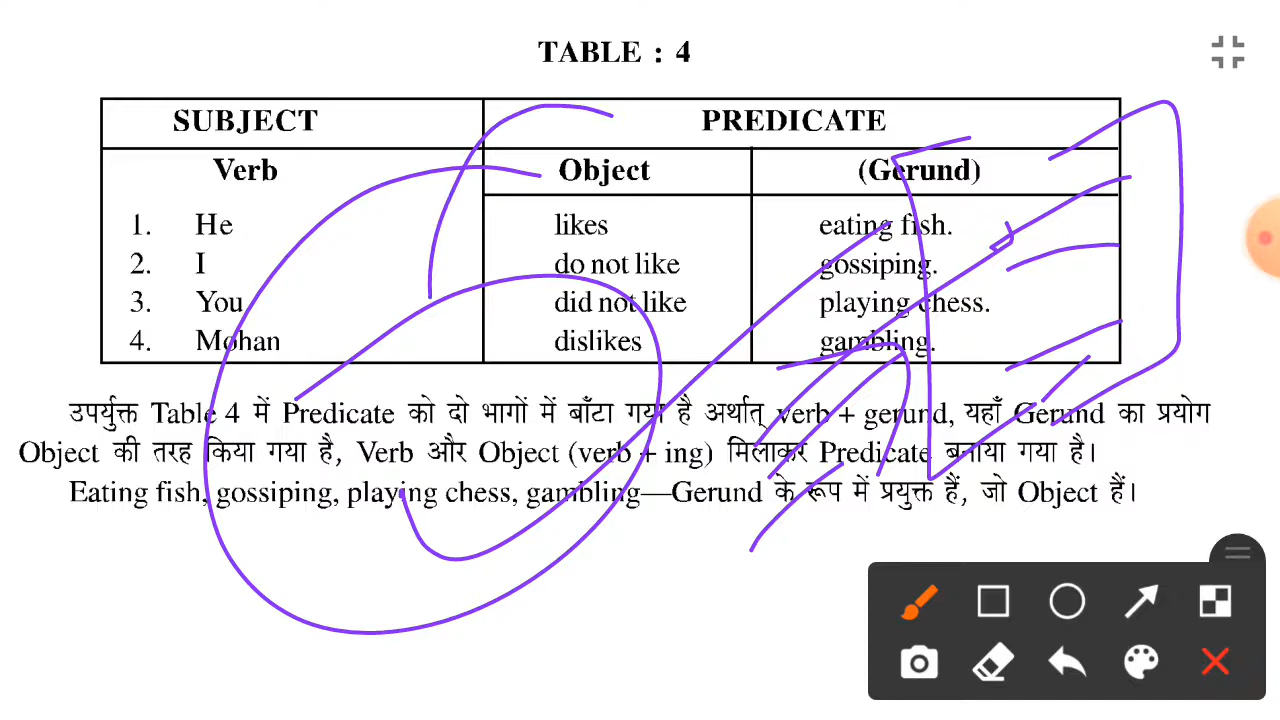 TABLE : 4
SUBJECT PREDICATE
Verb Object (Gerund)
1. He likes eating fish.
2. I do not like gossiping.
3. You did not like playing chess.
4. Mohan dislikes gambling.
उपर्युक्त Table 4 में Predicate को दो भागों में बाँटा गया है अर्थात् verb + gerund, यहाँ Gerund का प्रयोग
Object की तरह किया गया है, Verb और Object (verb + ing) मिलाकर Predicate बनाया गया है।
Eating fish, gossiping, playing chess, gambling—Gerund के रूप में प्रयुक्त हैं, जो Object हैं।